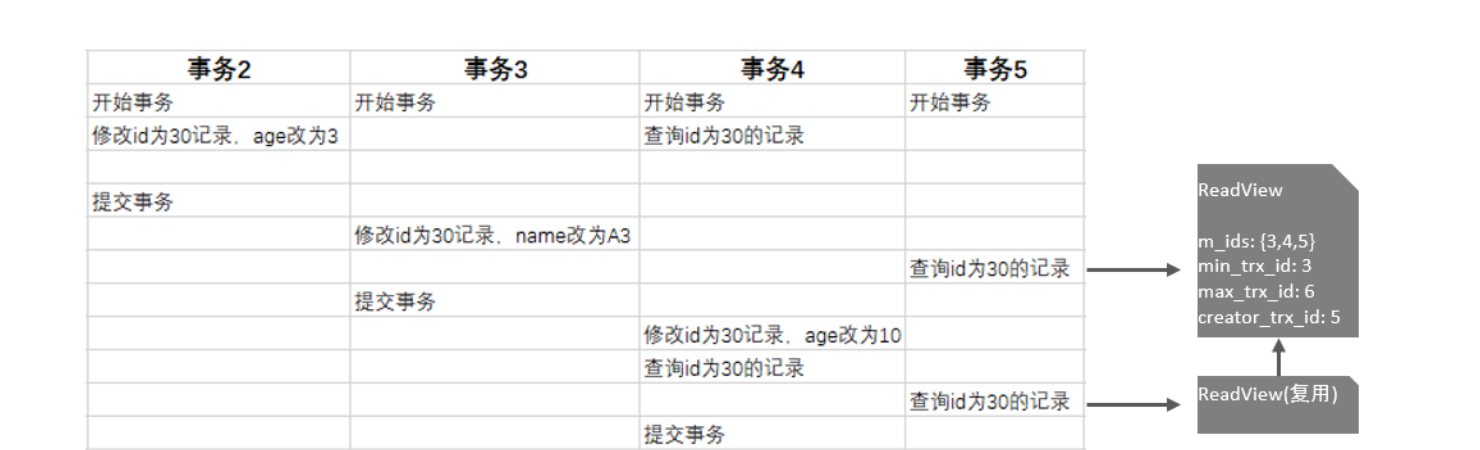 事务2 事务3 事务4 事务5
开始事务 开始事务 开始事务 开始事务
修改id为30记录，age改为3 查询id为30的记录
提交事务
修改id为30记录，name改为A3
查询id为30的记录
提交事务
修改id为30记录，age改为10
查询id为30的记录
查询id为30的记录
提交事务
ReadView
m_ids: {3,4,5}
min_trx_id: 3
max_trx_id: 6
creator_trx_id: 5
ReadView(复用)